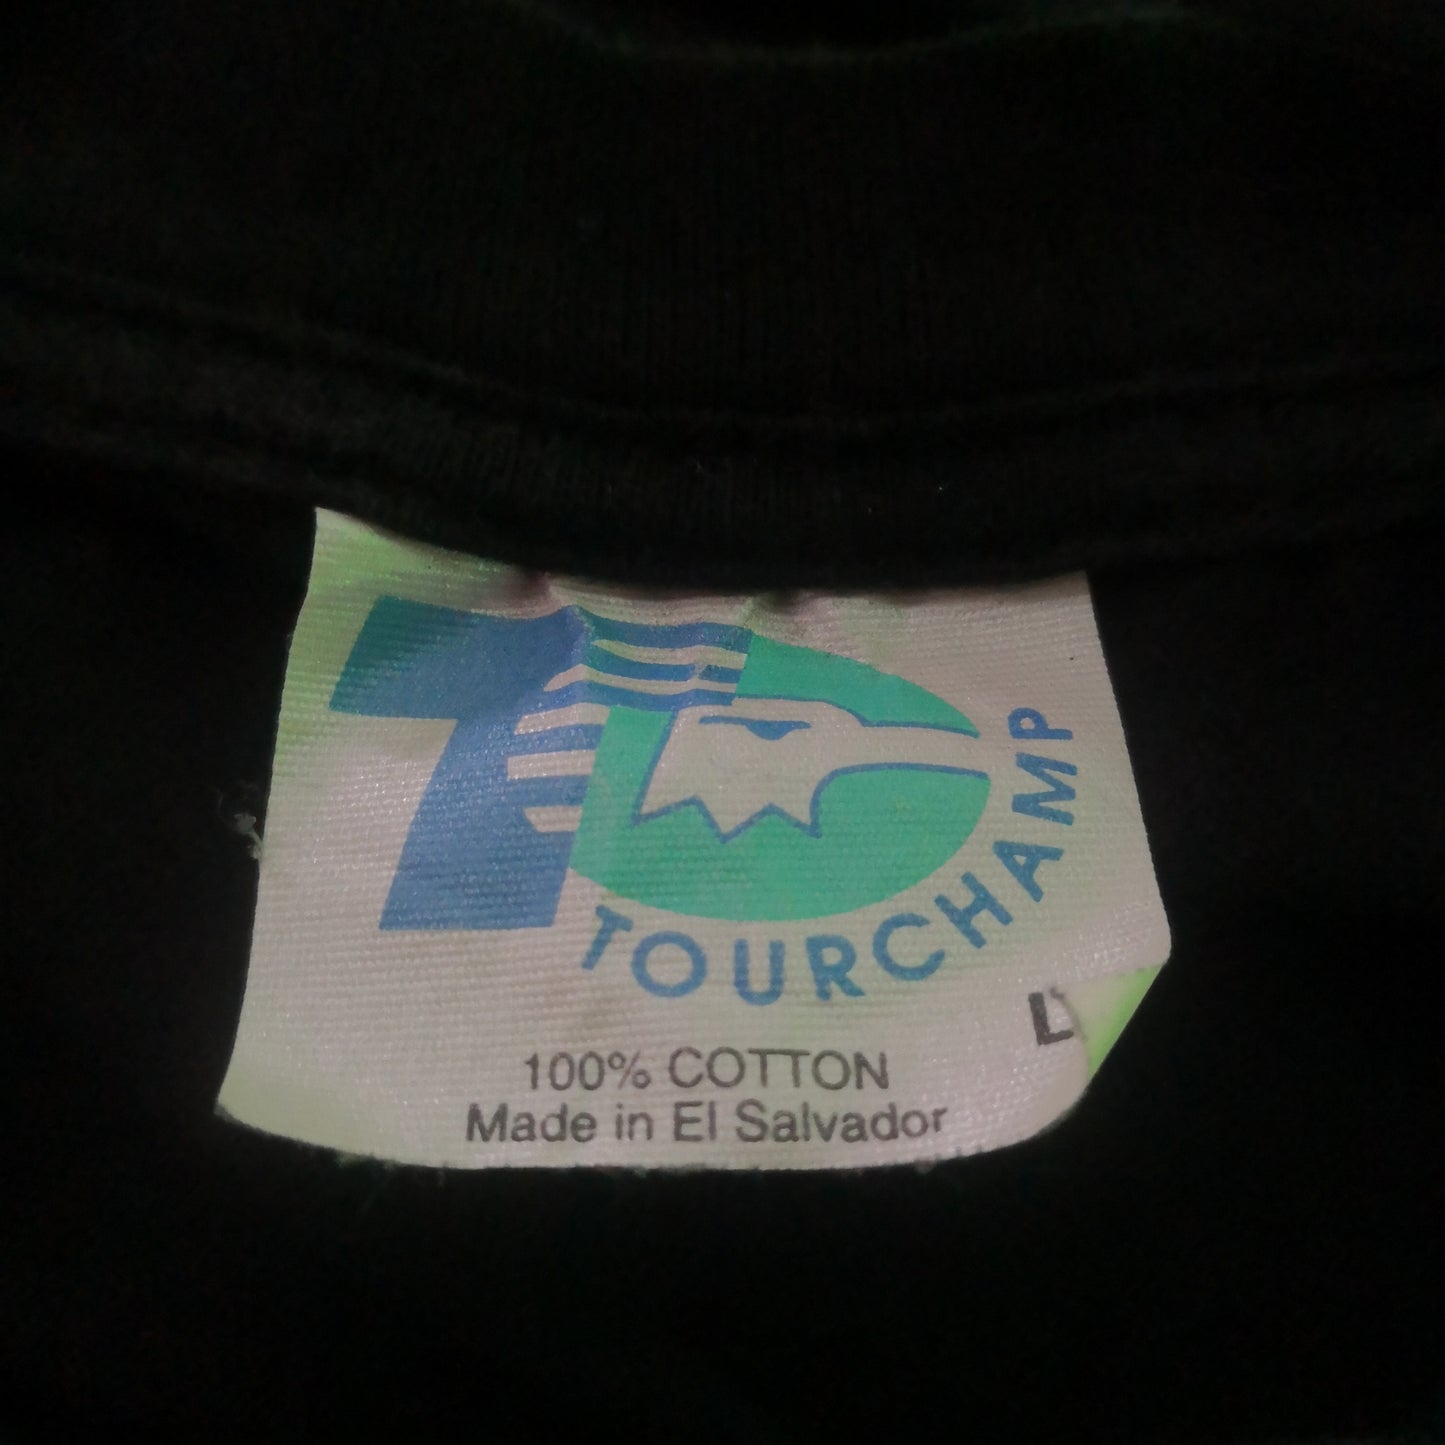 TOURCHAMP
L
100% COTTON
Made in El Salvador